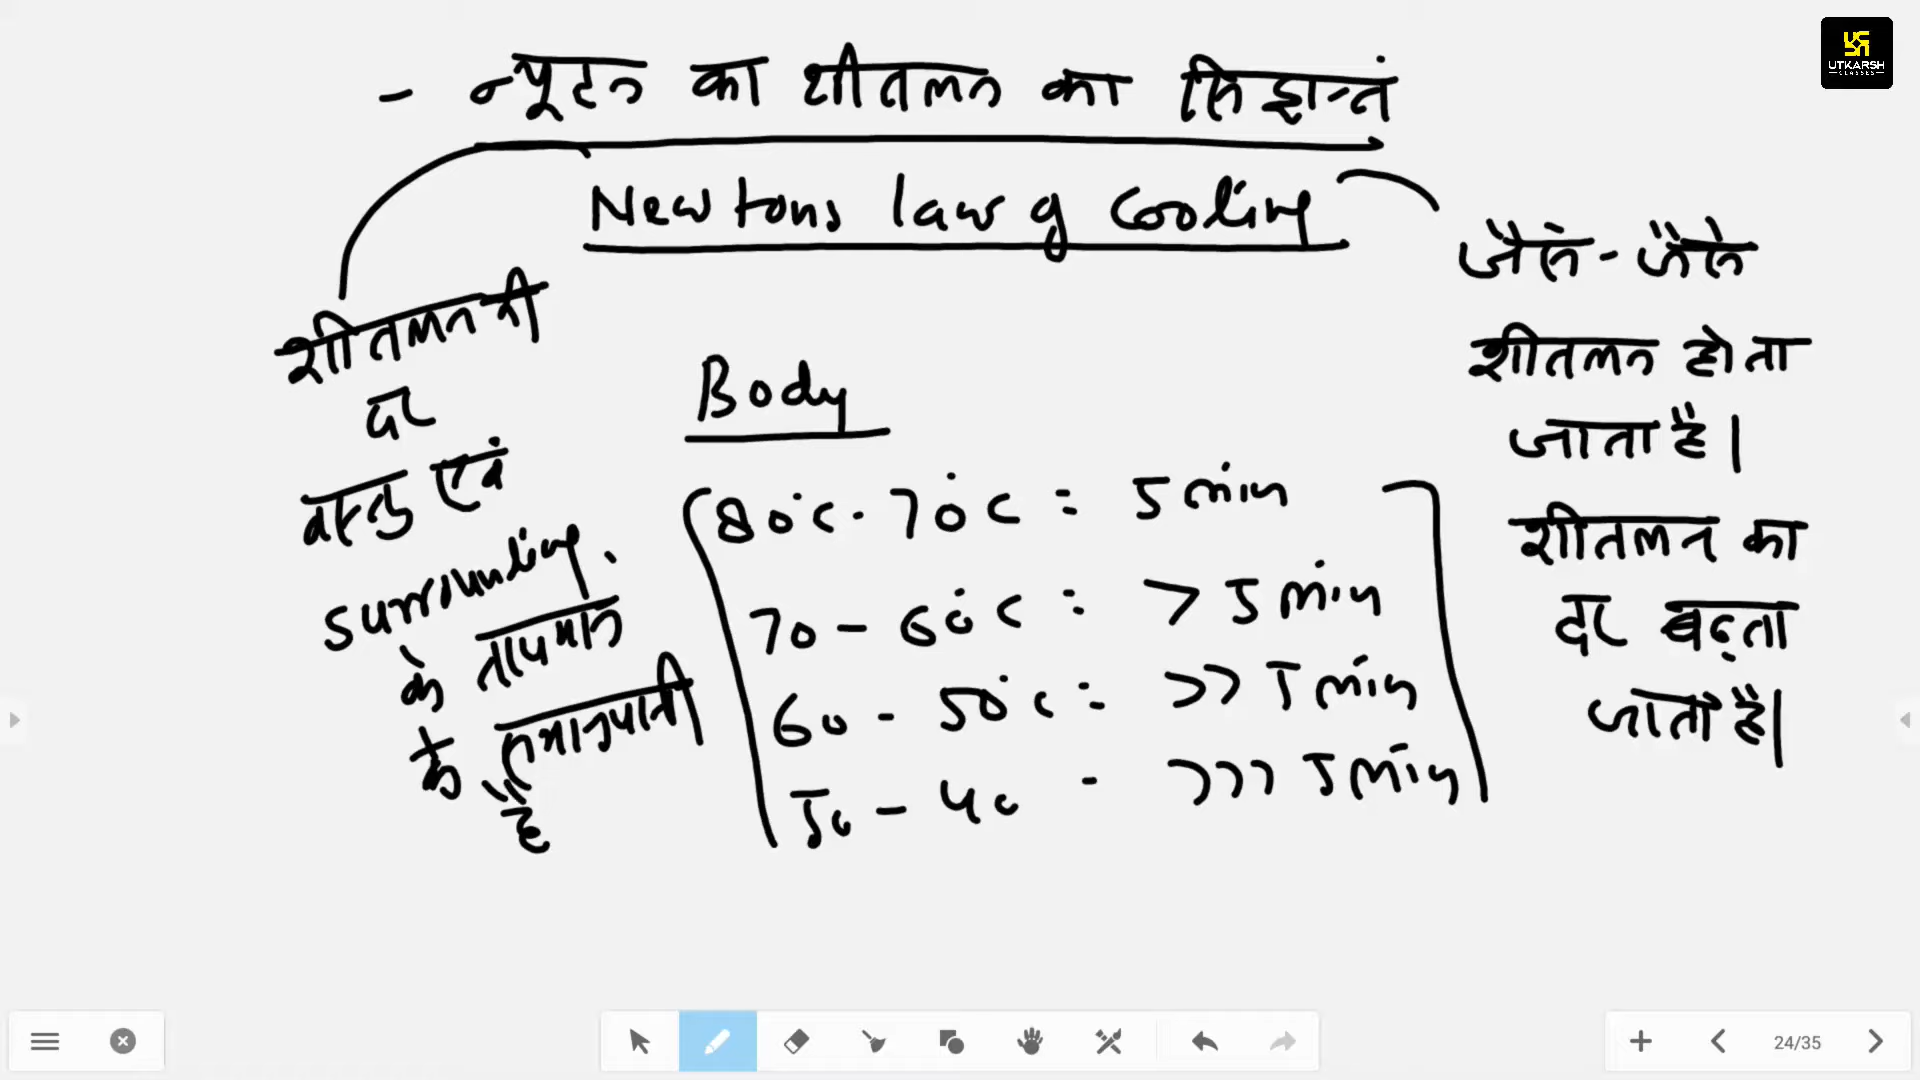 UTKARSH
CLASSES
- न्यूटन का शीतलन का सिद्धान्त
Newtons law of Cooling
शीतलन की
दर
वस्तु एवं
surrounding.
के तापमान
के समानुपाती
है
Body
80°C - 70°C = 5 min
70 - 60°C = > 5 min
60 - 50°C = >> 5 min
50 - 40 - >>> 5 min
जैसे - जैसे
शीतलन होता
जाता है।
शीतलन का
दर बढ़ता
जाता है।
24/35